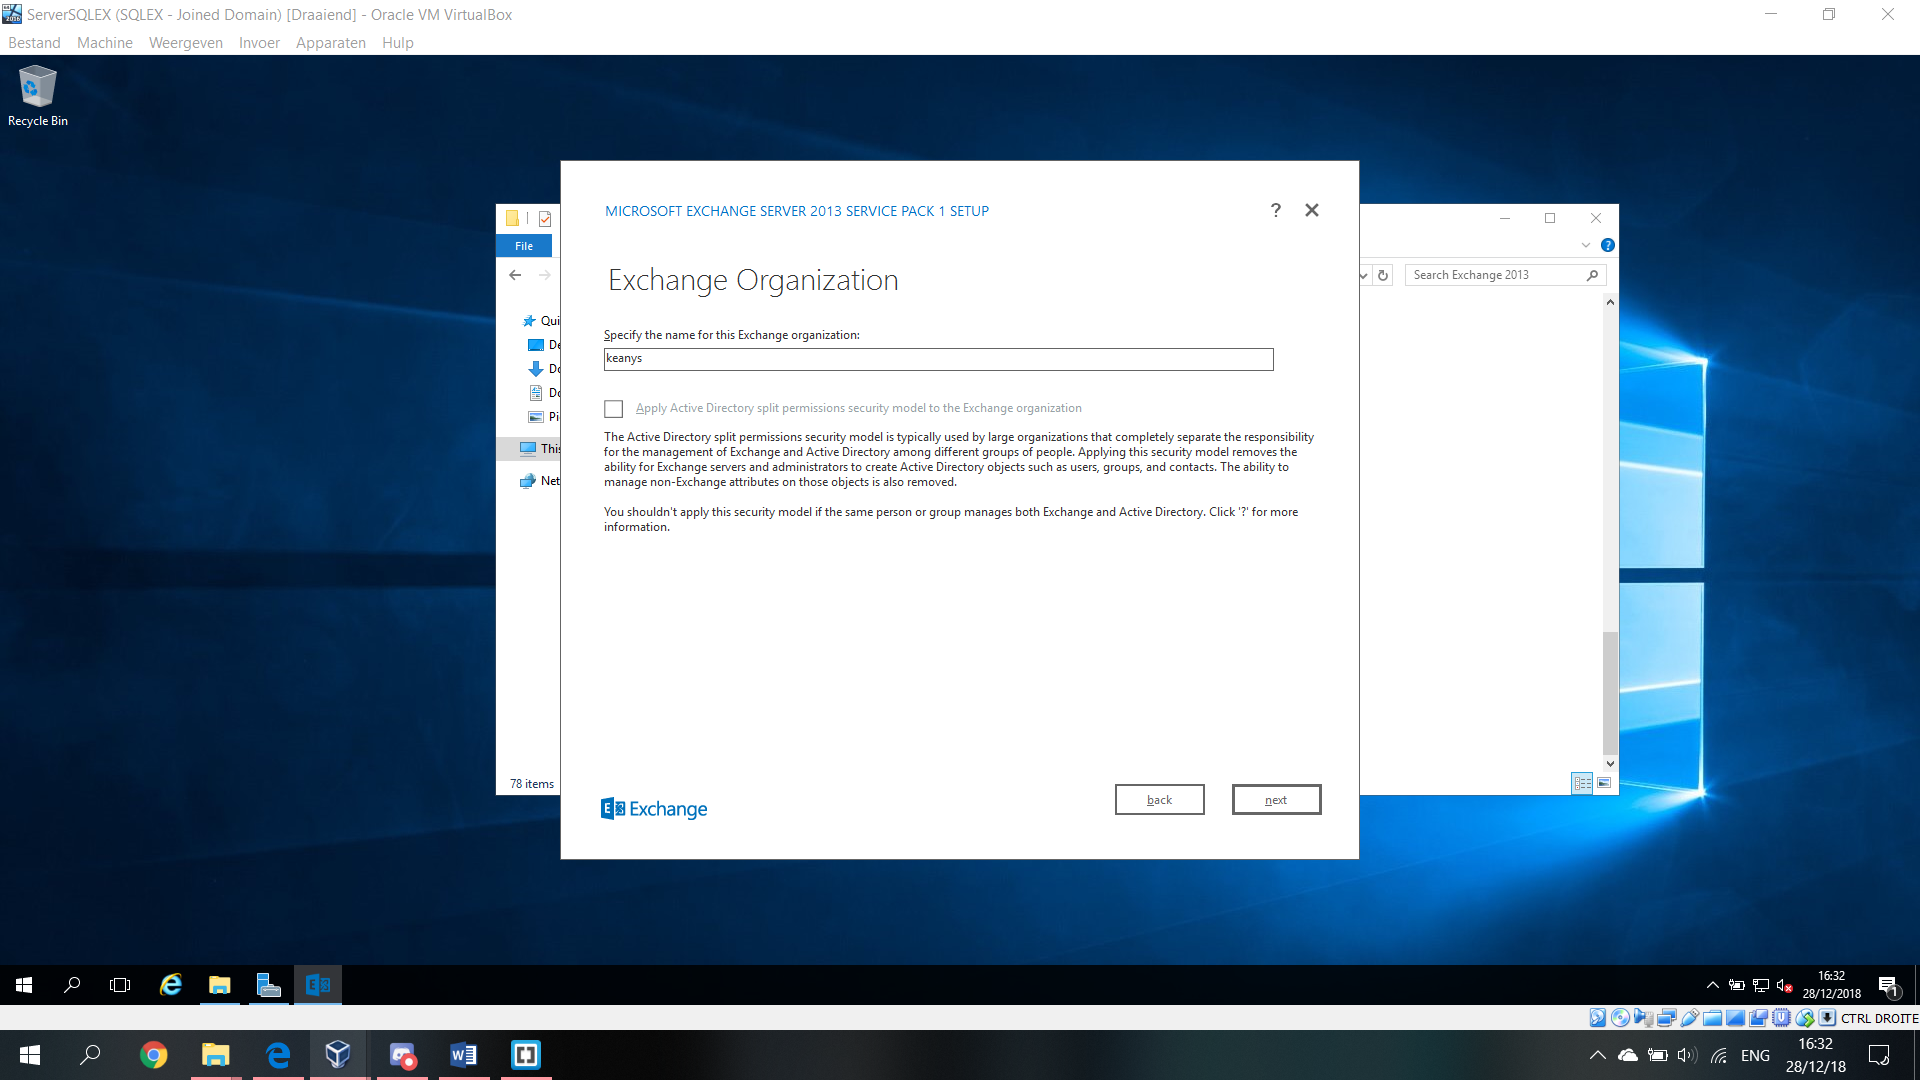 ServerSQLEX (SQLEX - Joined Domain) [Draaiend] - Oracle VM VirtualBox
Bestand Machine Weergeven Invoer Apparaten Hulp
Recycle Bin
MICROSOFT EXCHANGE SERVER 2013 SERVICE PACK 1 SETUP
?
File
Exchange Organization
Search Exchange 2013
Specify the name for this Exchange organization:
keanys
Apply Active Directory split permissions security model to the Exchange organization
The Active Directory split permissions security model is typically used by large organizations that completely separate the responsibility
for the management of Exchange and Active Directory among different groups of people. Applying this security model removes the
ability for Exchange servers and administrators to create Active Directory objects such as users, groups, and contacts. The ability to
manage non-Exchange attributes on those objects is also removed.
You shouldn't apply this security model if the same person or group manages both Exchange and Active Directory. Click '?' for more
information.
Qui
De
Do
Do
Pi
This
Net
78 items
Exchange
back
next
16:32
28/12/2018
1
CTRL DROITE
ENG
16:32
28/12/18